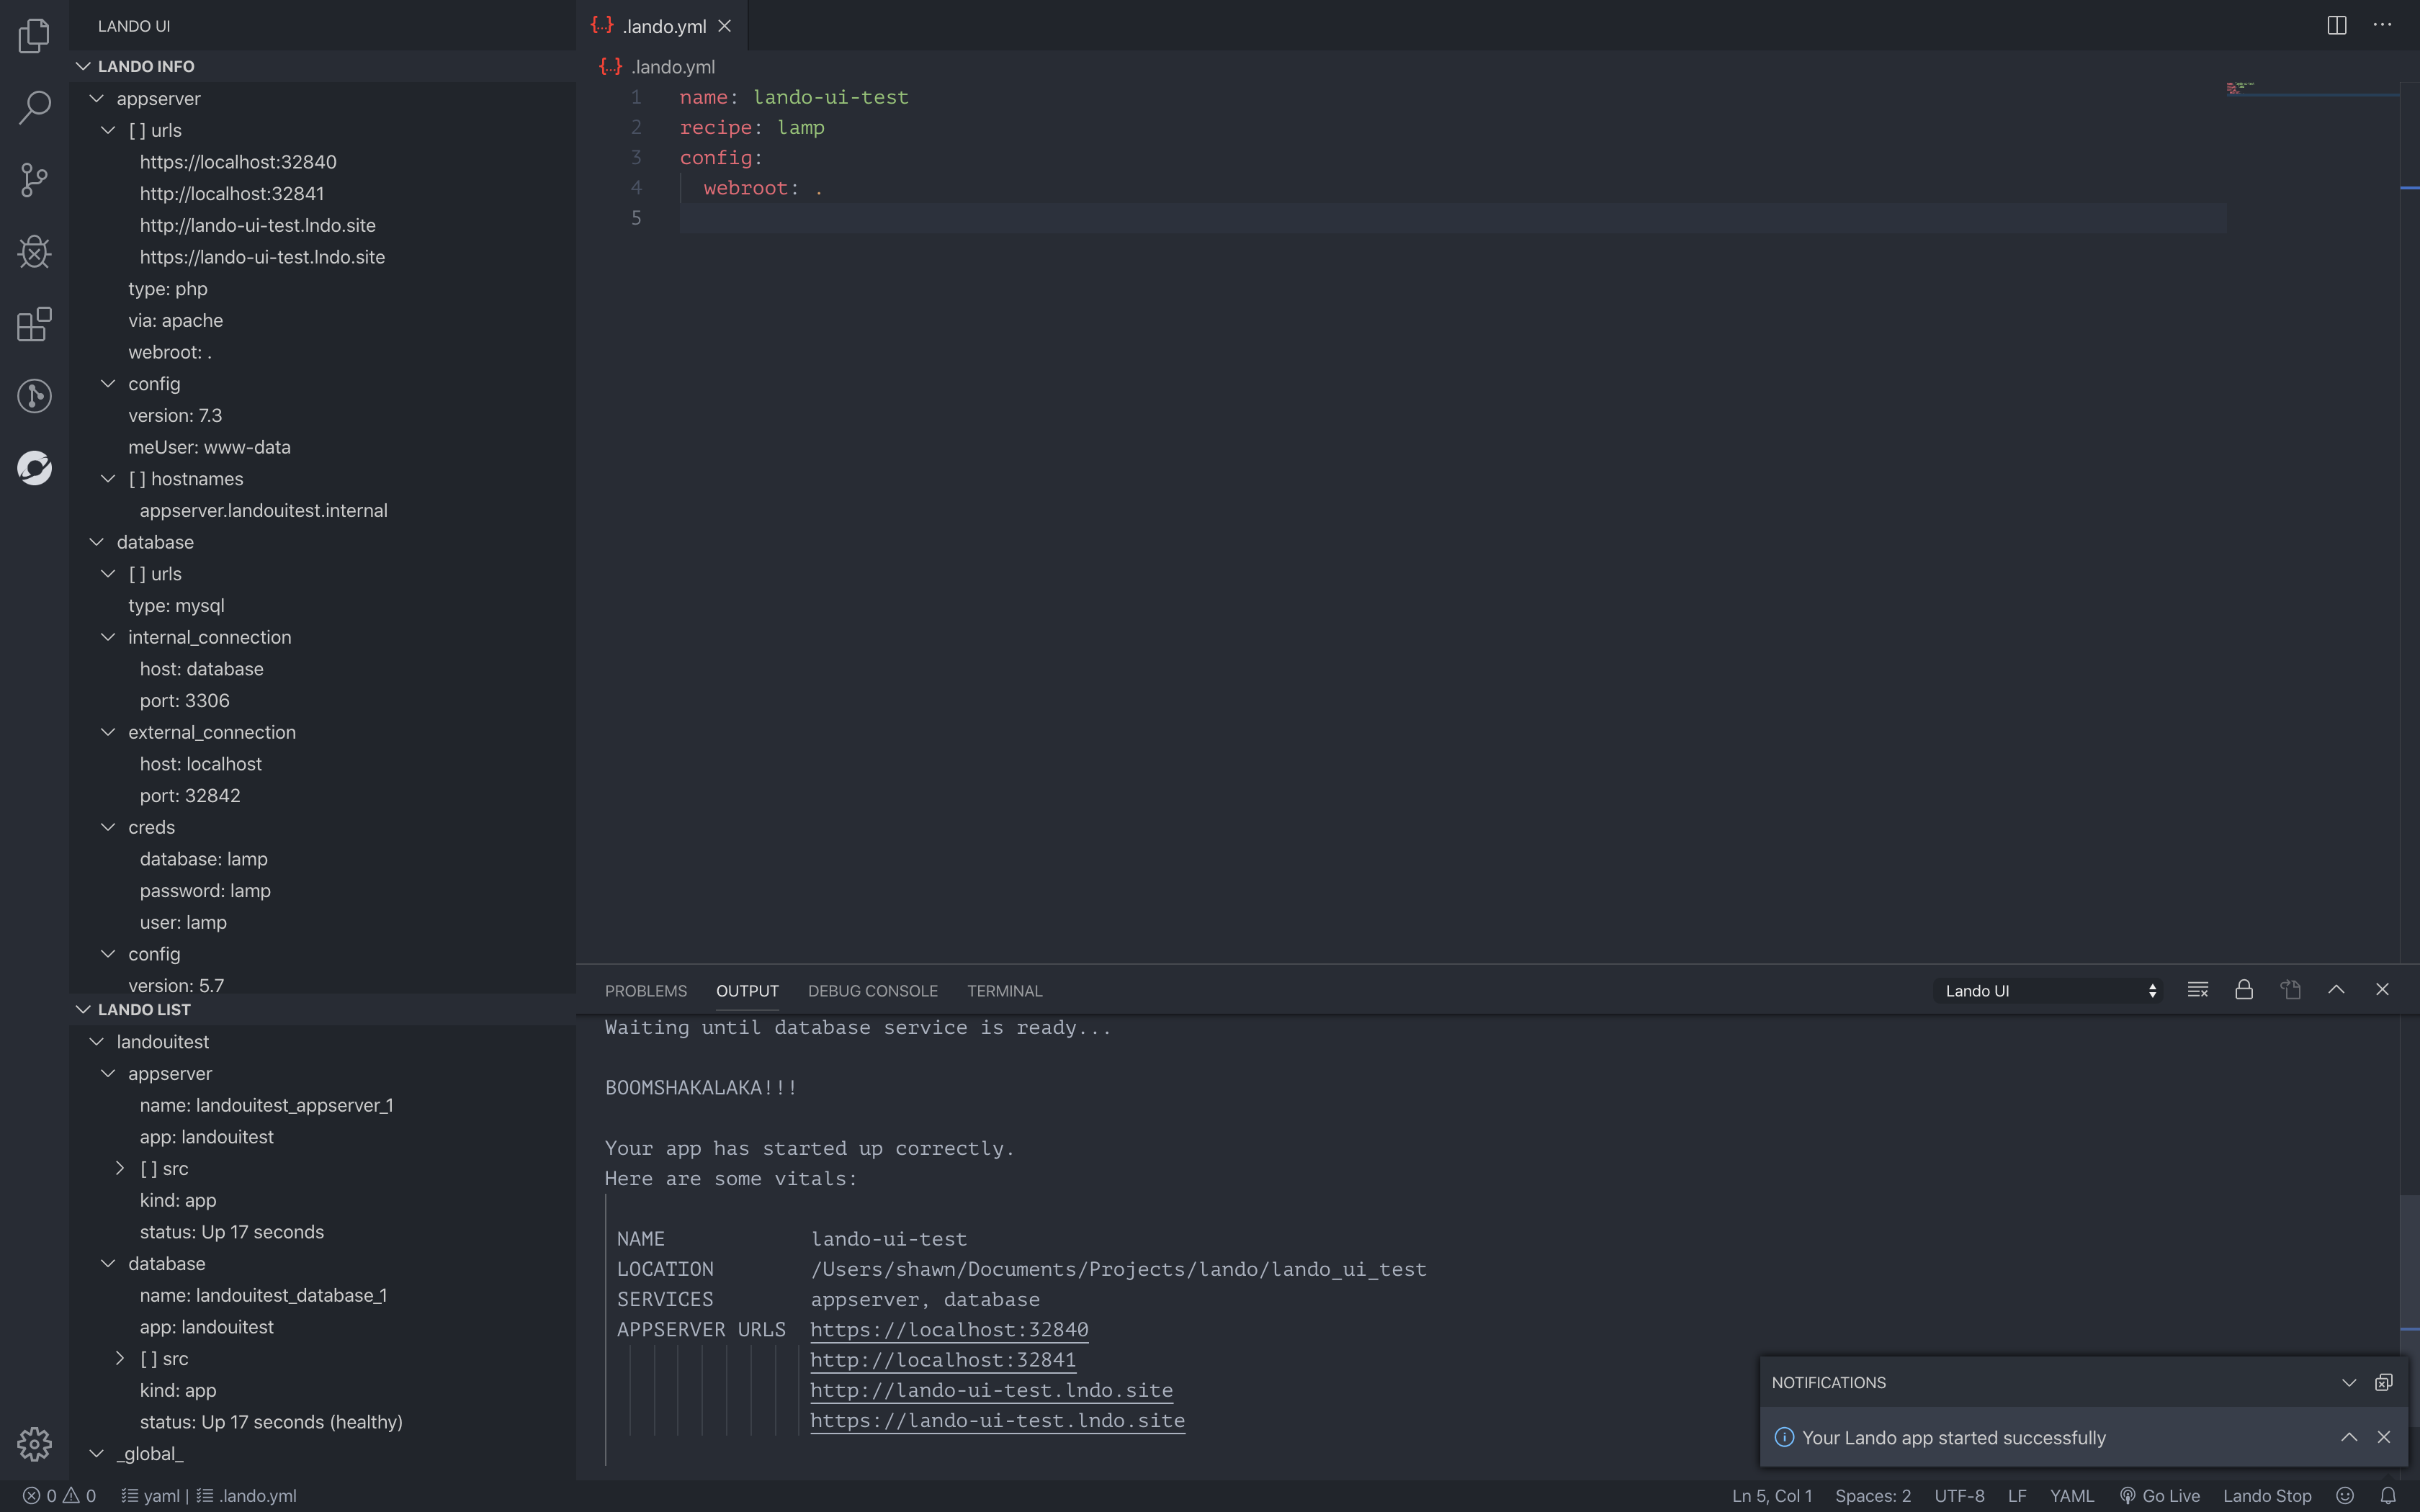 LANDO UI
LANDO INFO
appserver
[ ] urls
https://localhost:32840
http://localhost:32841
http://lando-ui-test.lndo.site
https://lando-ui-test.lndo.site
type: php
via: apache
webroot: .
config
version: 7.3
meUser: www-data
[ ] hostnames
appserver.landouitest.internal
database
[ ] urls
type: mysql
internal_connection
host: database
port: 3306
external_connection
host: localhost
port: 32842
creds
database: lamp
password: lamp
user: lamp
config
version: 5.7
LANDO LIST
landouitest
appserver
name: landouitest_appserver_1
app: landouitest
[ ] src
kind: app
status: Up 17 seconds
database
name: landouitest_database_1
app: landouitest
[ ] src
kind: app
status: Up 17 seconds (healthy)
_global_
{...} .lando.yml
{...} .lando.yml
1 name: lando-ui-test
2 recipe: lamp
3 config:
4 webroot: .
5
PROBLEMS OUTPUT DEBUG CONSOLE TERMINAL Lando UI
Waiting until database service is ready...
BOOMSHAKALAKA!!!
Your app has started up correctly.
Here are some vitals:
NAME lando-ui-test
LOCATION /Users/shawn/Documents/Projects/lando/lando_ui_test
SERVICES appserver, database
APPSERVER URLS https://localhost:32840
http://localhost:32841
http://lando-ui-test.lndo.site
https://lando-ui-test.lndo.site
NOTIFICATIONS
Your Lando app started successfully
0 0 yaml | .lando.yml Ln 5, Col 1 Spaces: 2 UTF-8 LF YAML Go Live Lando Stop